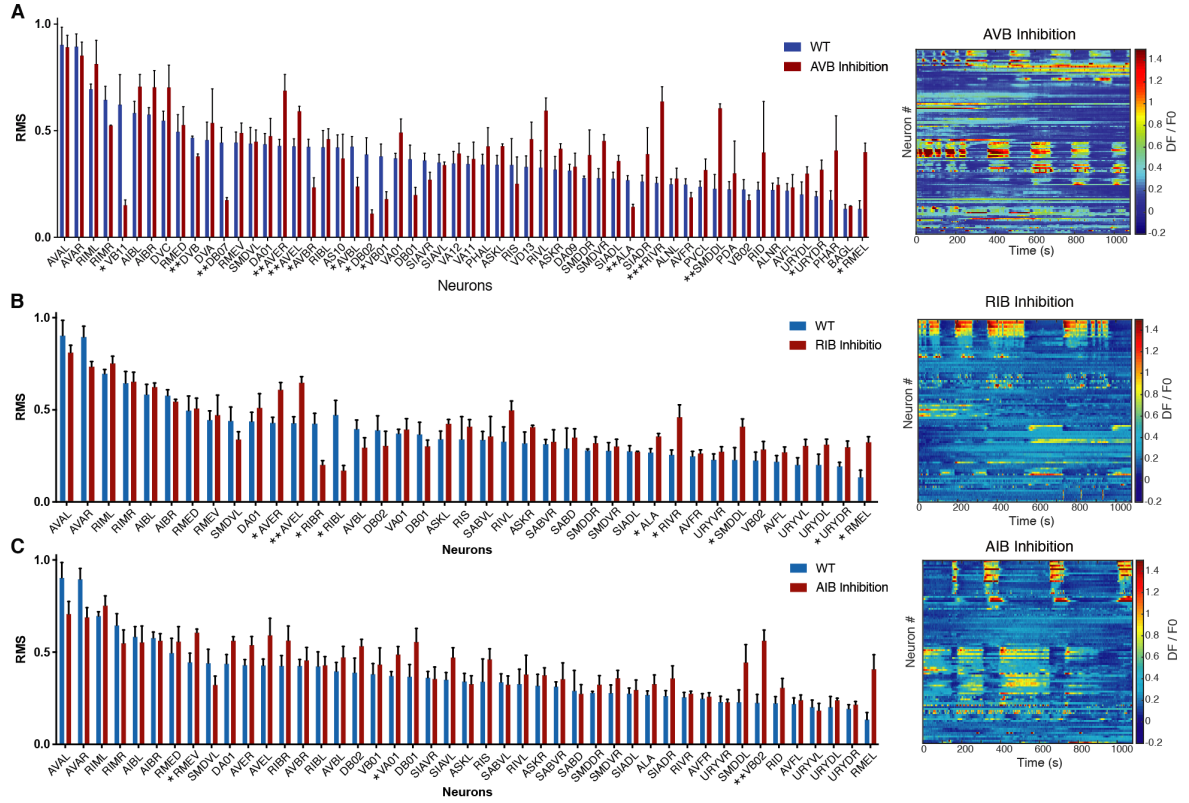 A
1.0
0.5
0.0
RMS
WT
AVB Inhibition
AVAL AVAR RIML RIMR *VB11 AIBL AIBR DVC RMED **DVB DVA **DB07 RMEV SMDVL DA01 **AVER **AVEL *AVBR RIBL AS10 *AVBL *DB02 *VB01 VA01 DB01 SIAVR SIAVL VA12 VA11 PHAL ASKL RIS VD13 RIVL ASKR DA09 SMDDR SMDVR SIADL **ALA SIADR ***RIVR ALNL AVFR PVQL **SMDDL PDA VB02 RID ALNR AVFL URYDL *URYDR PHAR BAGL *RMEL
Neurons
AVB Inhibition
Neuron #
0 200 400 600 800 1000
Time (s)
1.4
1.2
1
0.8
0.6
0.4
0.2
0
-0.2
DF / F0
B
1.0
0.5
0.0
RMS
WT
RIB Inhibitio
AVAL AVAR RIML RIMR AIBL AIBR RMED RMEV SMDVL DA01 *AVER **AVEL *RIBR *RIBL AVBL DB02 VA01 DB01 ASKL RIS SABVL RIVL ASKR SABVR SABD SMDDR SMDVR SIADL *ALA *RIVR AVFR URYVR *SMDDL VB02 AVFL URYVL URYDL *URYDR *RMEL
Neurons
RIB Inhibition
Neuron #
0 200 400 600 800 1000
Time (s)
1.4
1.2
1
0.8
0.6
0.4
0.2
0
-0.2
DF / F0
C
1.0
0.5
0.0
RMS
WT
AIB Inhibition
AVAL AVAR RIML RIMR AIBL AIBR RMED *RMEV SMDVL DA01 AVER AVEL RIBR AVBR RIBL AVBL DB02 VB01 *VA01 DB01 SIAVR SIAVL ASKL RIS SABVL RIVL ASKR SABVR SABD SMDDR SMDVR SIADL ALA SIADR RIVR AVFR URYVR SMDDL **VB02 RID AVFL URYVL URYDL URYDR RMEL
Neurons
AIB Inhibition
Neuron #
0 200 400 600 800 1000
Time (s)
1.4
1.2
1
0.8
0.6
0.4
0.2
0
-0.2
DF / F0